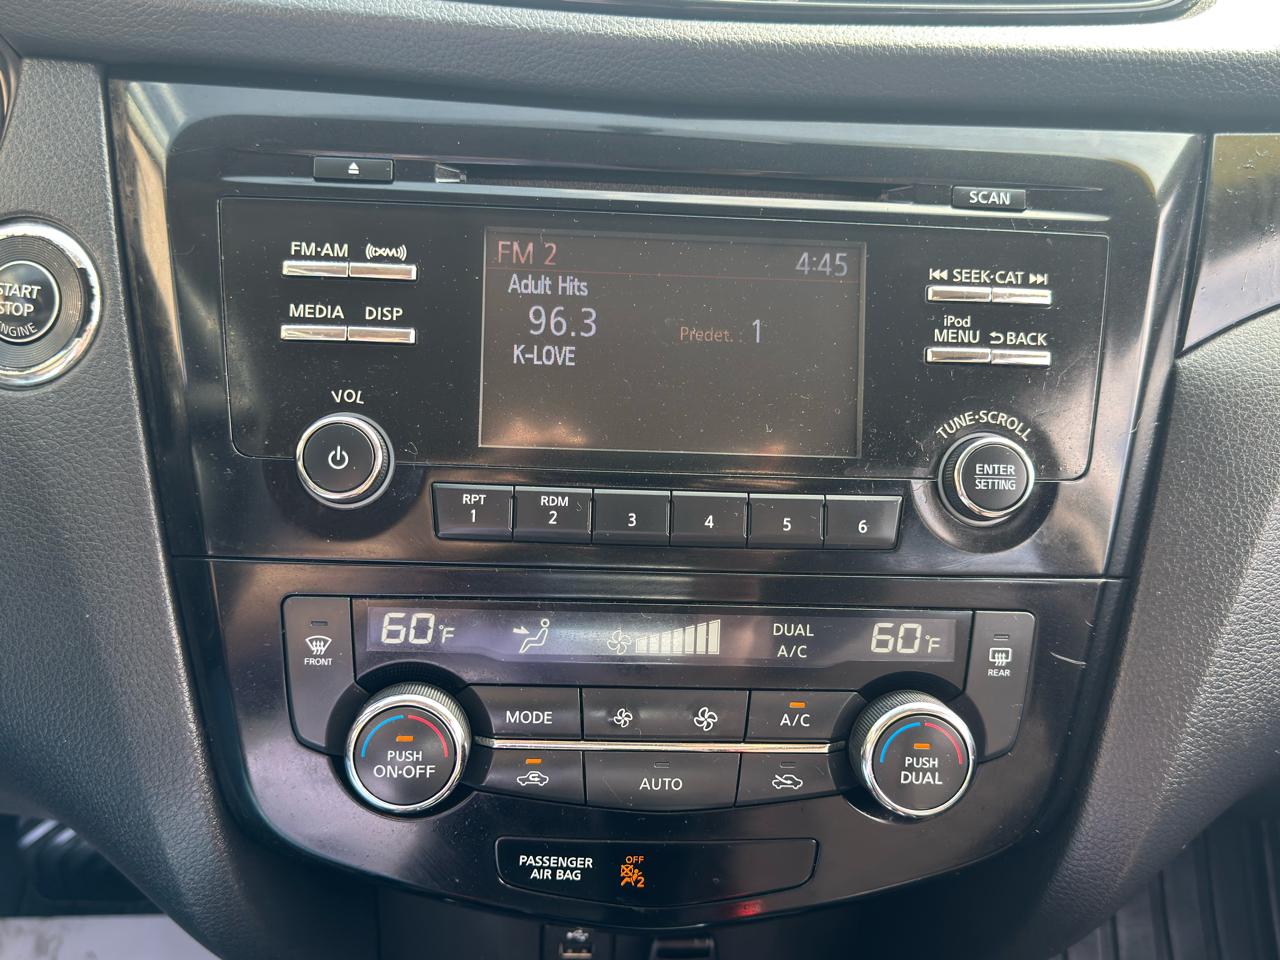 SCAN
FM·AM
((XM))
MEDIA
DISP
VOL
FM 2
4:45
Adult Hits
96.3
Predet. : 1
K-LOVE
SEEK·CAT
iPod
MENU
BACK
TUNE·SCROLL
ENTER
SETTING
START
STOP
ENGINE
RPT
1
RDM
2
3
4
5
6
FRONT
60°F
DUAL
A/C
60°F
REAR
MODE
A/C
PUSH
ON·OFF
AUTO
PUSH
DUAL
PASSENGER
AIR BAG
OFF
2